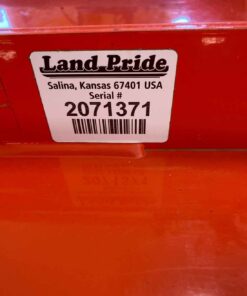 Land Pride
Salina, Kansas 67401 USA
Serial #
2071371